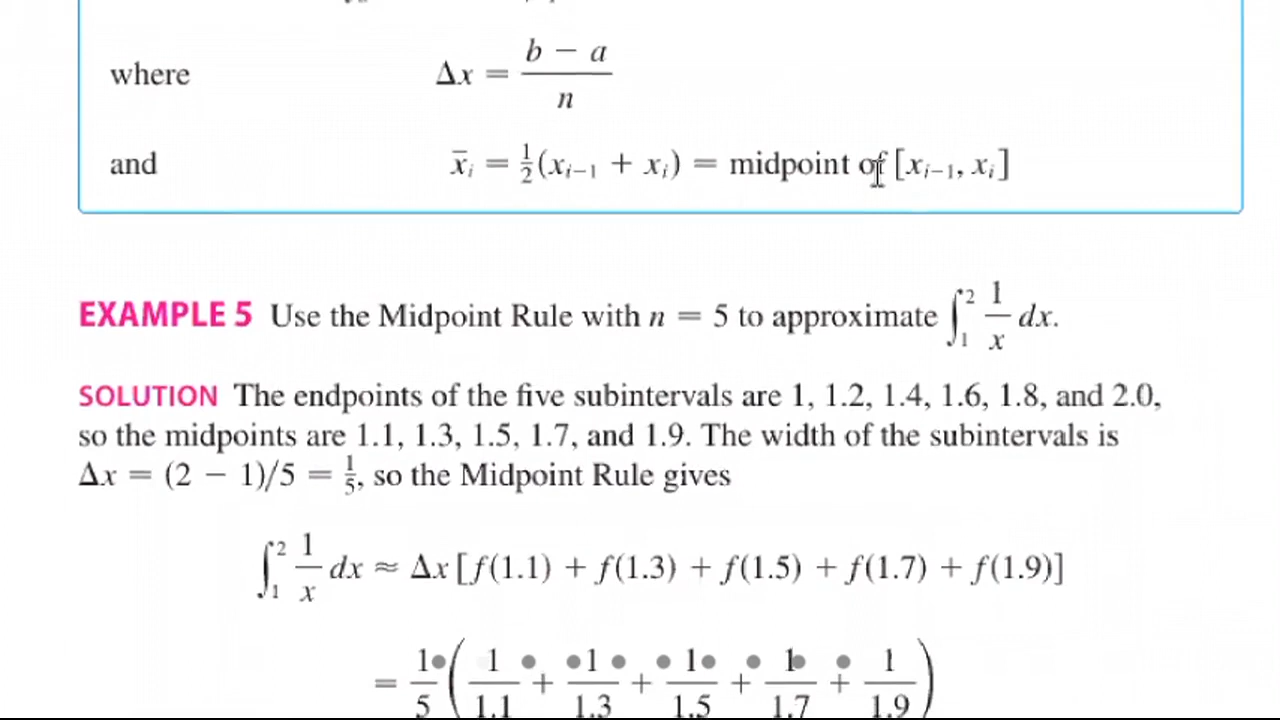 where Δx = (b − a)/n
and x̄ᵢ = ½(xᵢ₋₁ + xᵢ) = midpoint of [xᵢ₋₁, xᵢ]
EXAMPLE 5 Use the Midpoint Rule with n = 5 to approximate ∫₁² 1/x dx.
SOLUTION The endpoints of the five subintervals are 1, 1.2, 1.4, 1.6, 1.8, and 2.0,
so the midpoints are 1.1, 1.3, 1.5, 1.7, and 1.9. The width of the subintervals is
Δx = (2 − 1)/5 = ⅕, so the Midpoint Rule gives
∫₁² 1/x dx ≈ Δx [f(1.1) + f(1.3) + f(1.5) + f(1.7) + f(1.9)]
= 1/5 (1/1.1 + 1/1.3 + 1/1.5 + 1/1.7 + 1/1.9)